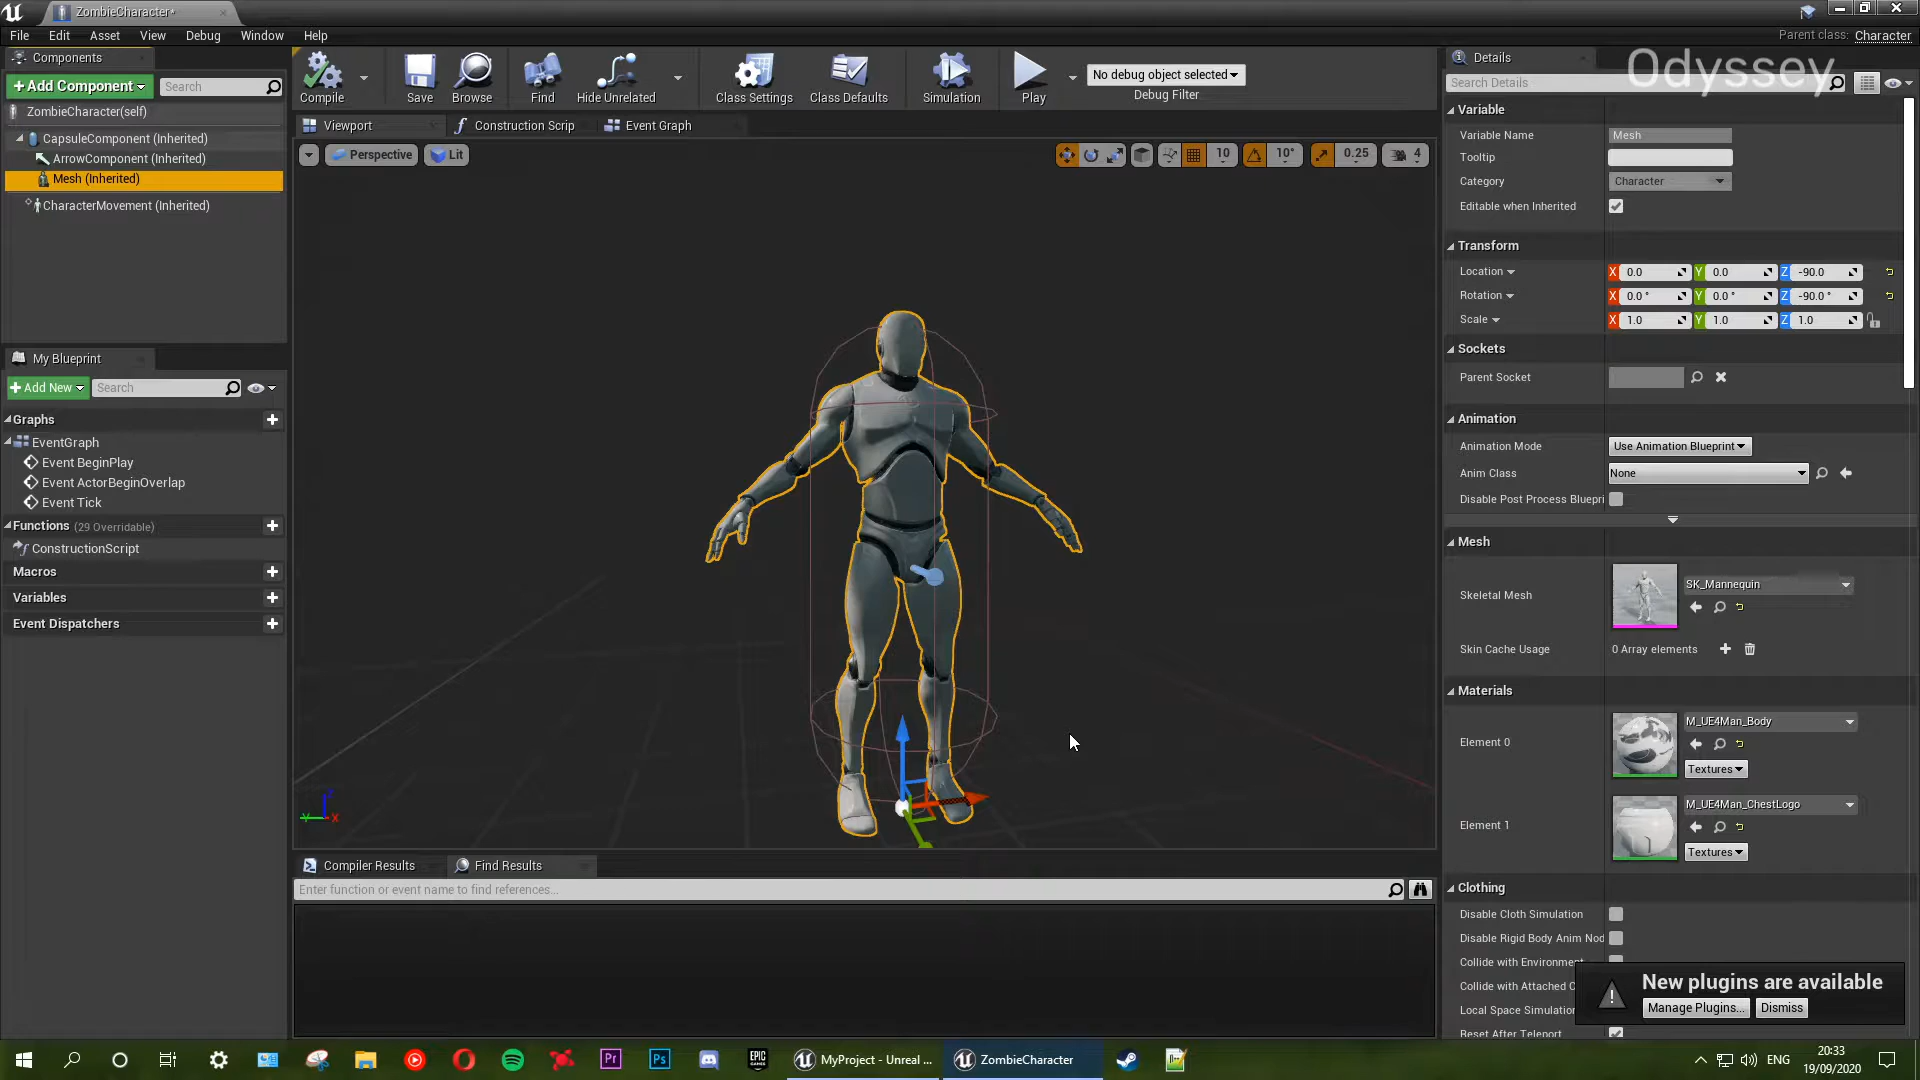 ZombieCharacter*
File Edit Asset View Debug Window Help
Parent class: Character
Components
+Add Component
Search
ZombieCharacter(self)
CapsuleComponent (Inherited)
ArrowComponent (Inherited)
Mesh (Inherited)
CharacterMovement (Inherited)
My Blueprint
+Add New
Search
Graphs
EventGraph
Event BeginPlay
Event ActorBeginOverlap
Event Tick
Functions (29 Overridable)
ConstructionScript
Macros
Variables
Event Dispatchers
Compile Save Browse Find Hide Unrelated Class Settings Class Defaults Simulation Play
No debug object selected
Debug Filter
Viewport Construction Scrip Event Graph
Perspective Lit
10 10° 0.25 4
Z
Y X
Compiler Results Find Results
Enter function or event name to find references...
Details
Odyssey
Search Details
Variable
Variable Name Mesh
Tooltip
Category Character
Editable when Inherited
Transform
Location X 0.0 Y 0.0 Z -90.0
Rotation X 0.0 ° Y 0.0 ° Z -90.0 °
Scale X 1.0 Y 1.0 Z 1.0
Sockets
Parent Socket
Animation
Animation Mode Use Animation Blueprint
Anim Class None
Disable Post Process Bluepri
Mesh
Skeletal Mesh SK_Mannequin
Skin Cache Usage 0 Array elements
Materials
Element 0 M_UE4Man_Body
Textures
Element 1 M_UE4Man_ChestLogo
Textures
Clothing
Disable Cloth Simulation
Disable Rigid Body Anim Nod
Collide with Environment
Collide with Attached C
Local Space Simulation
Reset After Teleport
New plugins are available
Manage Plugins... Dismiss
Pr Ps EPIC GAMES MyProject - Unreal ... ZombieCharacter
ENG
20:33
19/09/2020